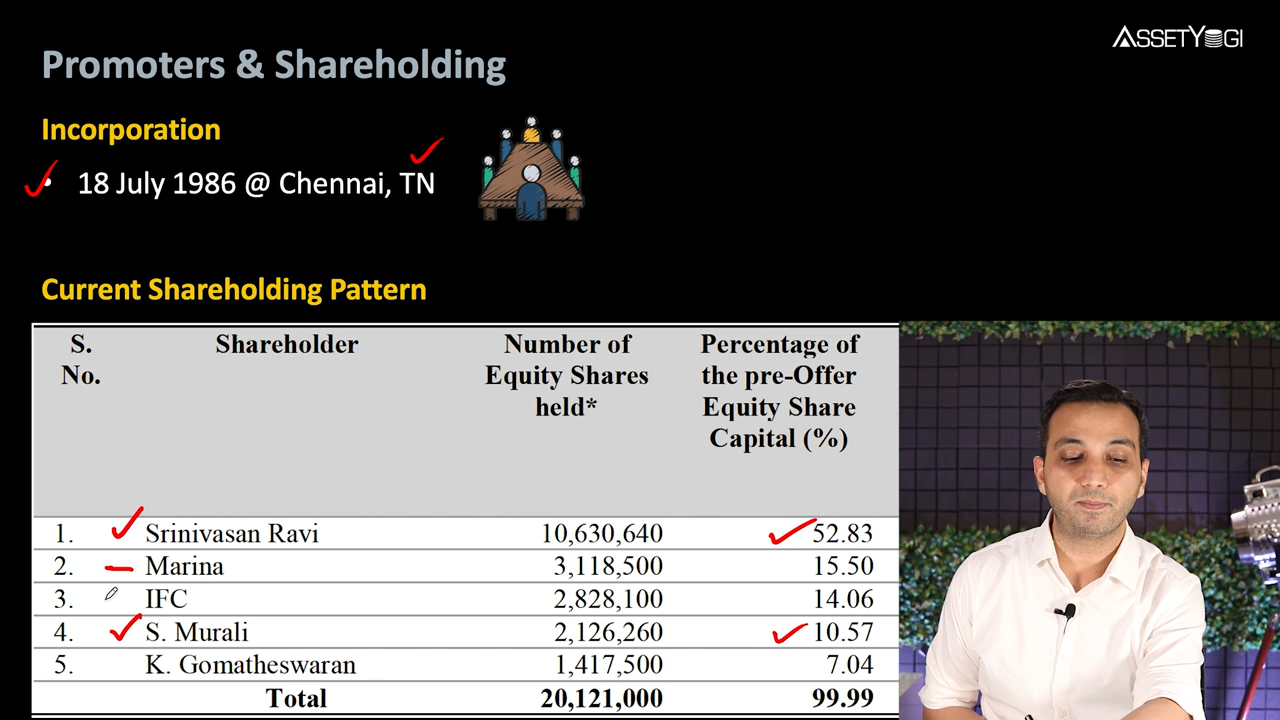 ASSETYOGI
Promoters & Shareholding
Incorporation
• 18 July 1986 @ Chennai, TN
Current Shareholding Pattern
S. No. Shareholder Number of Equity Shares held* Percentage of the pre-Offer Equity Share Capital (%)
1. Srinivasan Ravi 10,630,640 52.83
2. Marina 3,118,500 15.50
3. IFC 2,828,100 14.06
4. S. Murali 2,126,260 10.57
5. K. Gomatheswaran 1,417,500 7.04
Total 20,121,000 99.99